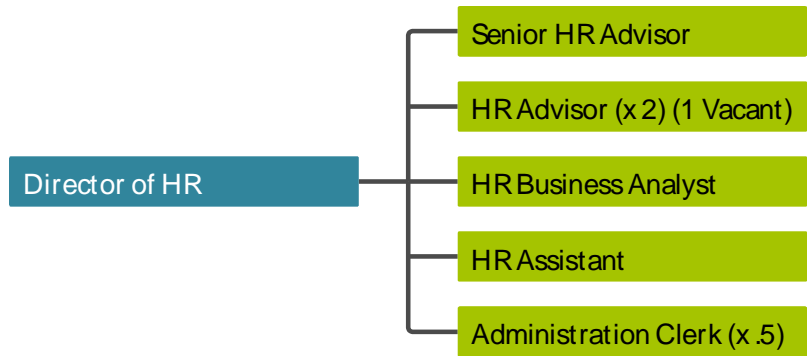 Senior HR Advisor
HR Advisor (x 2) (1 Vacant)
Director of HR
HR Business Analyst
HR Assistant
Administration Clerk (x .5)